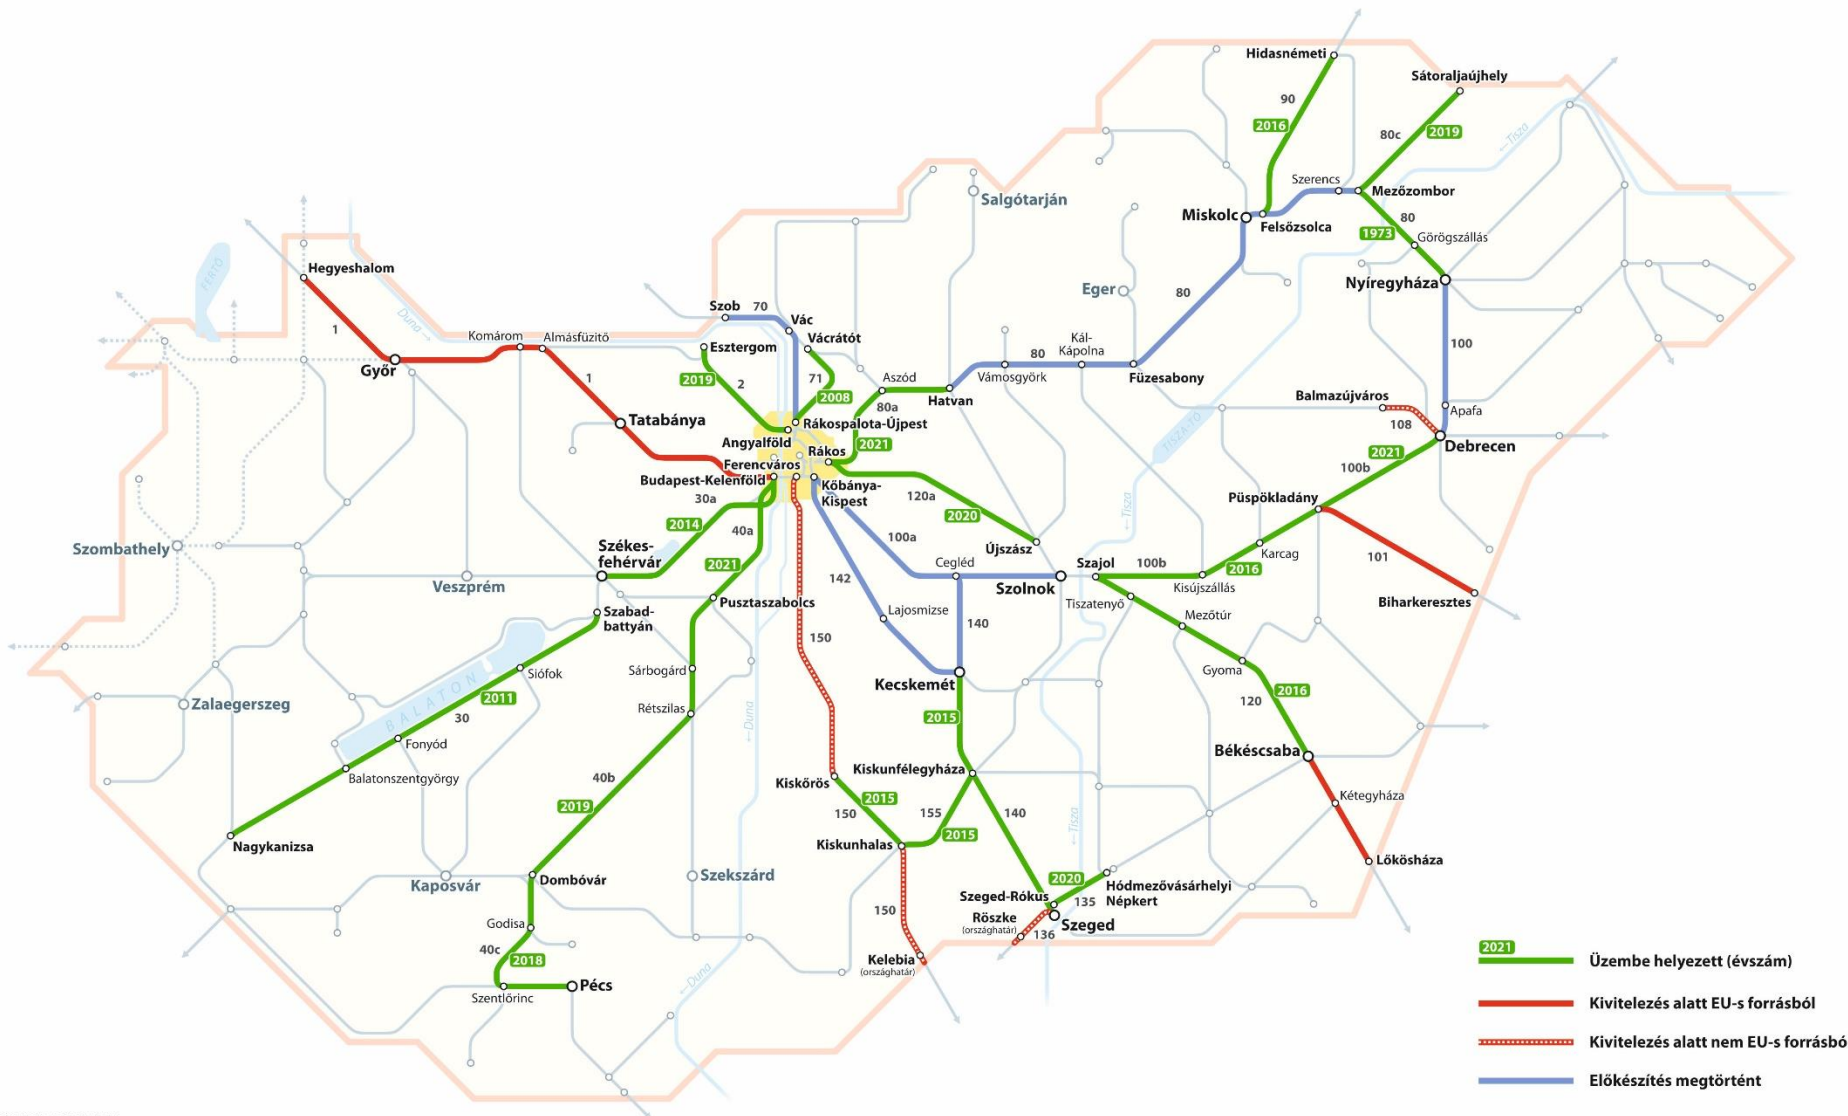 Hidasnémeti
Sátoraljaújhely
90
2016
80c
2019
←Tisza
Szerencs
Mezőzombor
Salgótarján
Miskolc
Felsőzsolca
80
1973
Görögszállás
FERTŐ
Hegyeshalom
Eger
80
Nyíregyháza
Szob
70
Vác
Duna→
1
Komárom
Almásfüzitő
Esztergom
Vácrátót
Kál-
Kápolna
80
100
Győr
2019
2
71
2008
Aszód
Vámosgyörk
Füzesabony
1
80a
Hatvan
Balmazújváros
Apafa
Tatabánya
Rákospalota-Újpest
108
Angyalföld
Rákos
2021
TISZA-TÓ
Debrecen
Ferencváros
2021
Budapest-Kelenföld
Kőbánya-
Kispest
100b
30a
120a
2020
←Tisza
Püspökladány
2014
40a
Székes-
fehérvár
100a
Újszász
Szombathely
2021
Cegléd
Szajol
100b
2016
Karcag
101
Veszprém
142
Szolnok
Kisújszállás
Pusztaszabolcs
Lajosmizse
Tiszatenyő
Mezőtúr
Biharkeresztes
Szabad-
battyán
150
140
Sárbogárd
Siófok
Kecskemét
Gyoma
BALATON
2011
120
2016
Zalaegerszeg
30
Rétszilas
←Duna
2015
Fonyód
Békéscsaba
Balatonszentgyörgy
40b
Kiskőrös
Kiskunfélegyháza
2019
2015
Kétegyháza
150
155
140
←Tisza
Nagykanizsa
2015
Kiskunhalas
Lőkösháza
Kaposvár
Dombóvár
Szekszárd
2020
Hódmezővásárhelyi
Népkert
Szeged-Rókus
135
150
Röszke
(országhatár)
Szeged
136
Godisa
40c
2018
Kelebia
(országhatár)
←Duna
Pécs
Szentlőrinc
2021
Üzembe helyezett (évszám)
Kivitelezés alatt EU-s forrásból
Kivitelezés alatt nem EU-s forrásbó
Előkészítés megtörtént